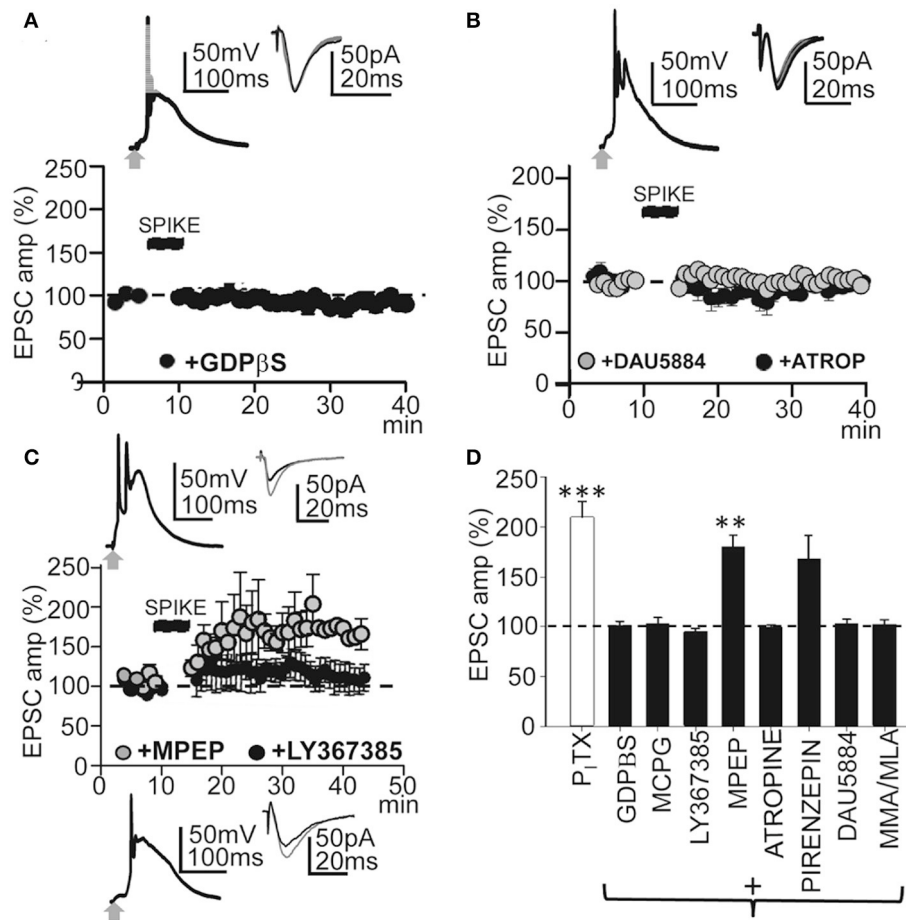 A
50mV
100ms
50pA
20ms
EPSC amp (%)
250
200
150
100
50
0
SPIKE
+GDPβS
0 10 20 30 40
min
B
50mV
100ms
50pA
20ms
EPSC amp (%)
200
150
100
50
0
SPIKE
+DAU5884 +ATROP
0 10 20 30 40
min
C
50mV
100ms
50pA
20ms
EPSC amp (%)
250
200
150
100
50
0
SPIKE
+MPEP +LY367385
0 10 20 30 40 50
min
50mV
100ms
50pA
20ms
D
EPSC amp (%)
250
200
150
100
50
0
***
**
PᵢTX
GDPBS
MCPG
LY367385
MPEP
ATROPINE
PIRENZEPIN
DAU5884
MMA/MLA
+